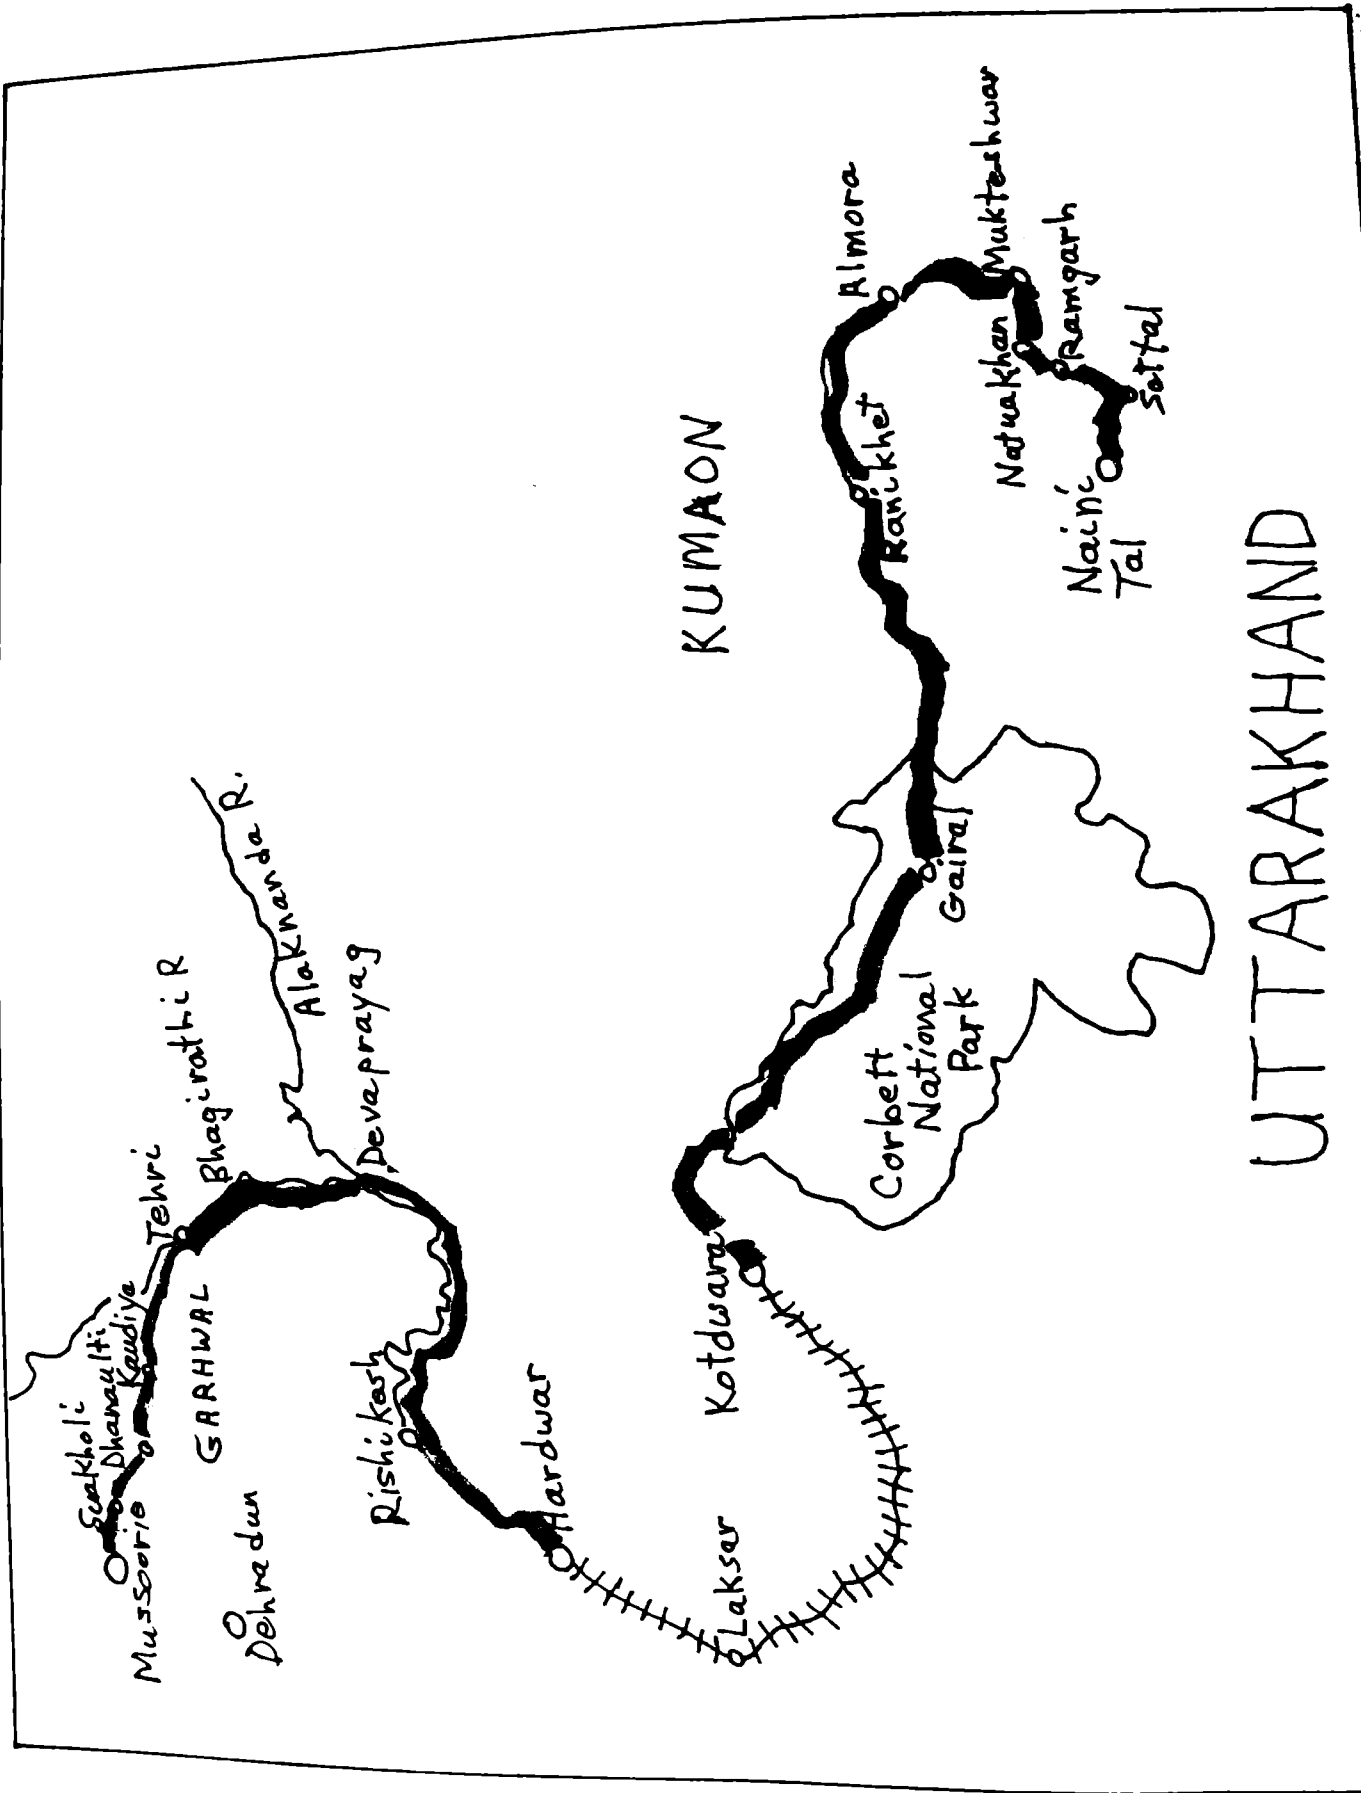 Suakholi
Dhanaulti
Kaudiya
Tehri
Mussoorie
Bhagirathi R
GARHWAL
Alaknanda R.
Dehradun
Devaprayag
Rishikesh
Hardwar
Laksar
Kotdwara
KUMAON
Corbett
National
Park
Gairal
Ranikhet
Almora
Mukteshwar
Natuakhan
Ramgarh
Naini
Tal
Sattal
UTTARAKHAND